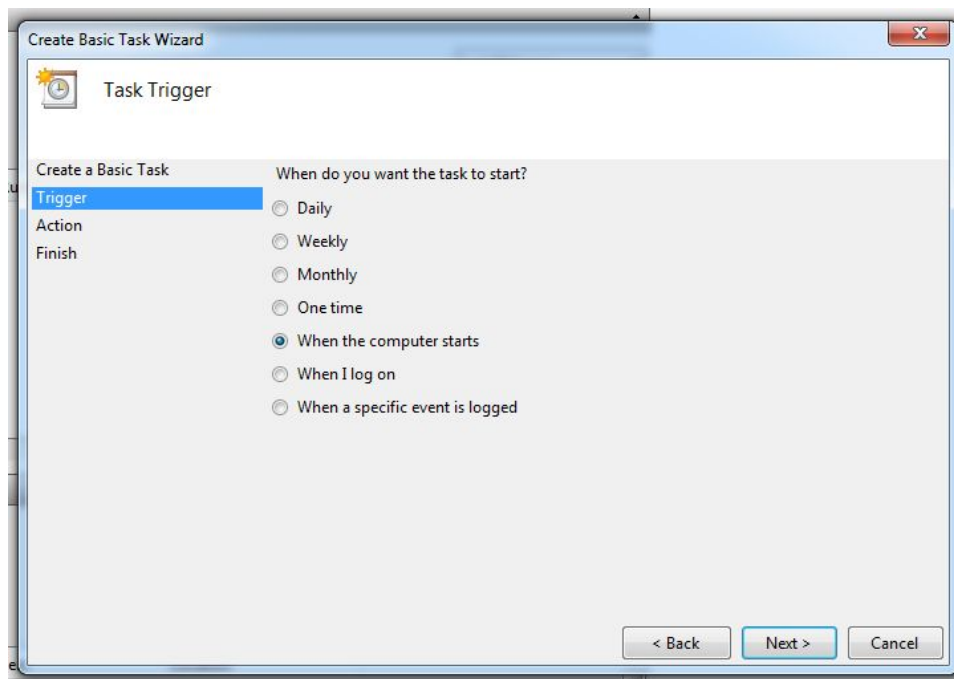 Create Basic Task Wizard
Task Trigger
Create a Basic Task
Trigger
Action
Finish
When do you want the task to start?
Daily
Weekly
Monthly
One time
When the computer starts
When I log on
When a specific event is logged
< Back
Next >
Cancel